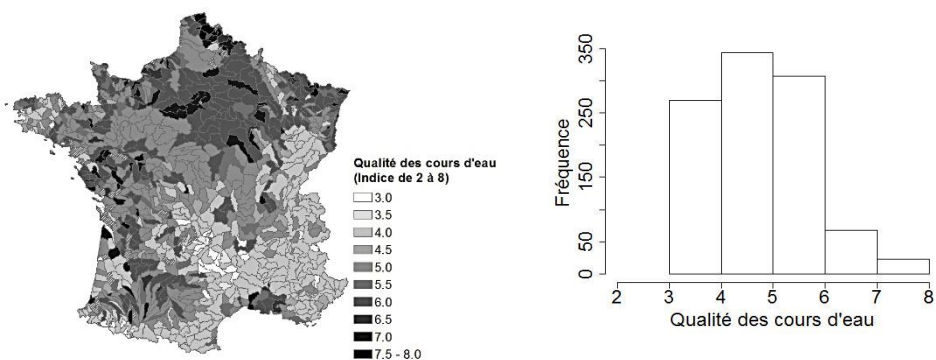 Qualité des cours d'eau
(Indice de 2 à 8)
3.0
3.5
4.0
4.5
5.0
5.5
6.0
6.5
7.0
7.5 - 8.0
Fréquence
350
250
150
50
0
2 3 4 5 6 7 8
Qualité des cours d'eau